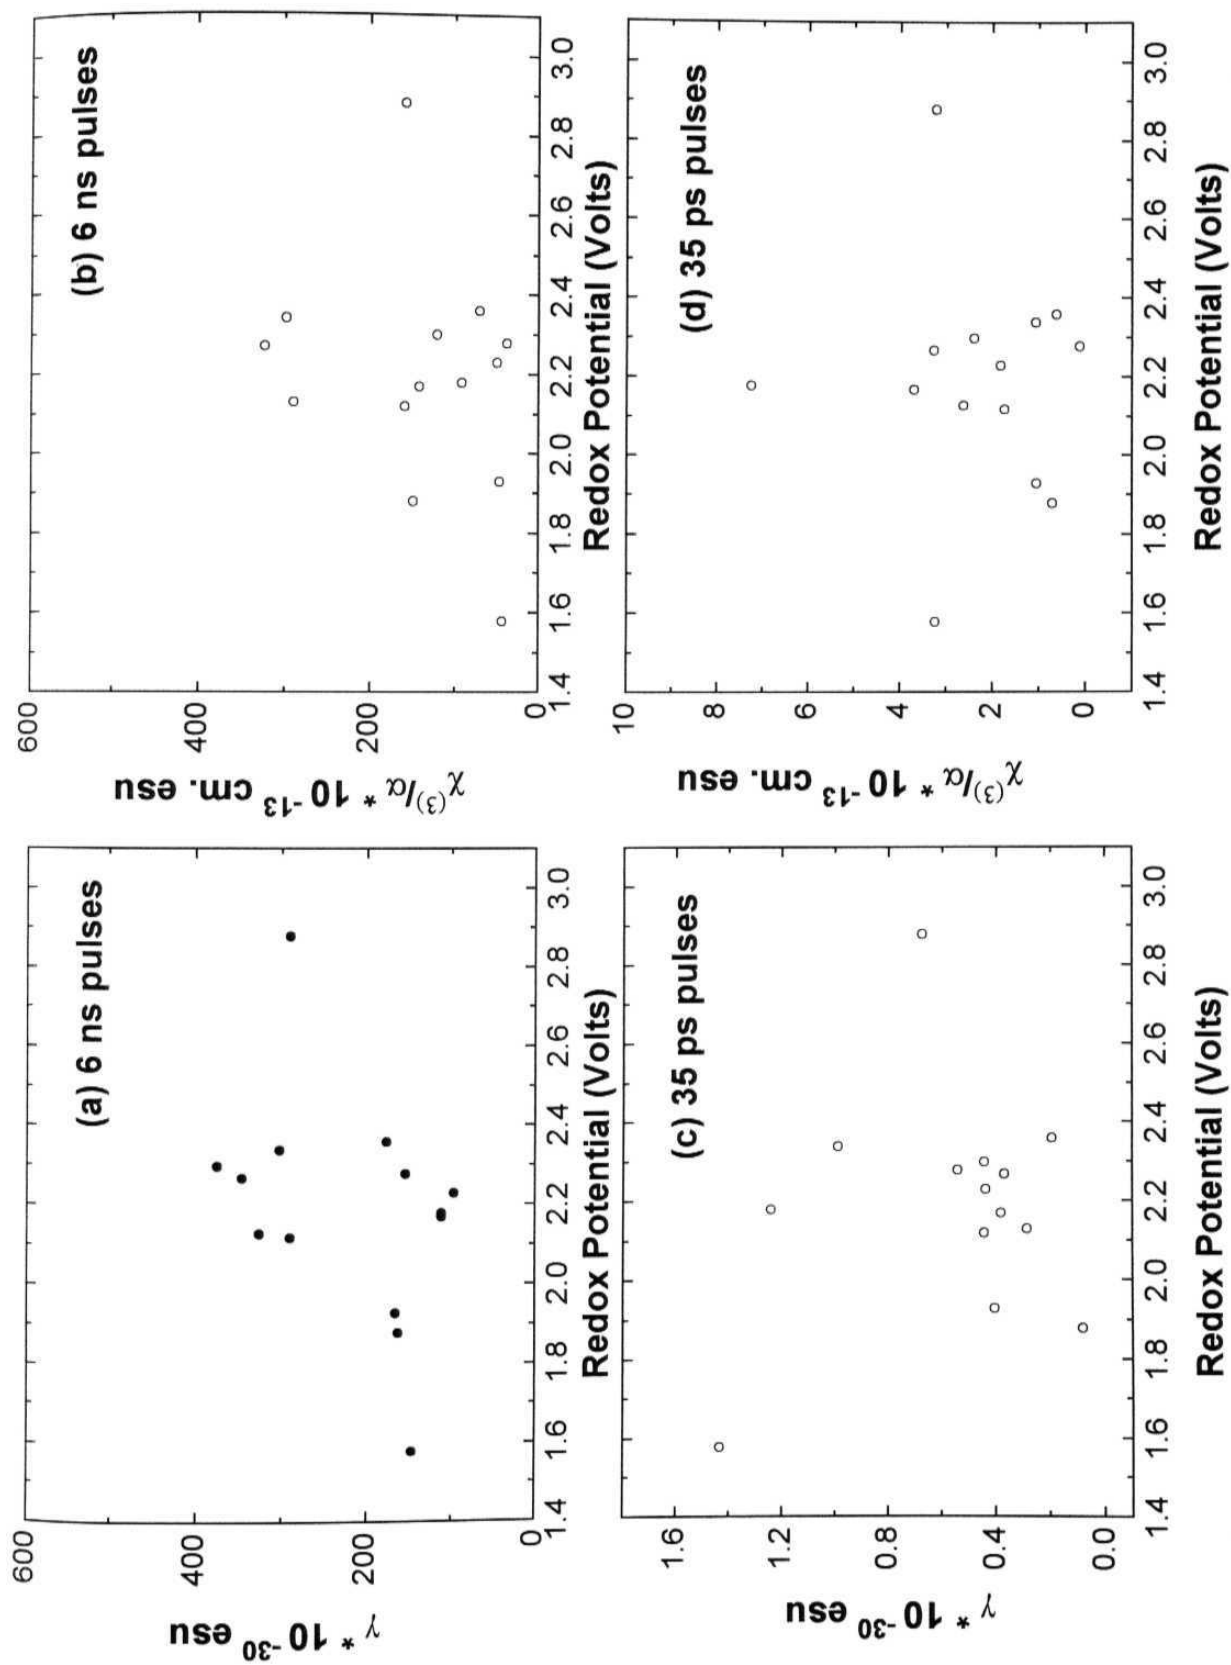 (a) 6 ns pulses
γ * 10⁻³⁰ esu
600
400
200
0
1.4 1.6 1.8 2.0 2.2 2.4 2.6 2.8 3.0
Redox Potential (Volts)
(b) 6 ns pulses
χ⁽³⁾/α * 10⁻¹³ cm. esu
600
400
200
0
1.4 1.6 1.8 2.0 2.2 2.4 2.6 2.8 3.0
Redox Potential (Volts)
(c) 35 ps pulses
γ * 10⁻³⁰ esu
1.6
1.2
0.8
0.4
0.0
1.4 1.6 1.8 2.0 2.2 2.4 2.6 2.8 3.0
Redox Potential (Volts)
(d) 35 ps pulses
χ⁽³⁾/α * 10⁻¹³ cm. esu
10
8
6
4
2
0
1.4 1.6 1.8 2.0 2.2 2.4 2.6 2.8 3.0
Redox Potential (Volts)